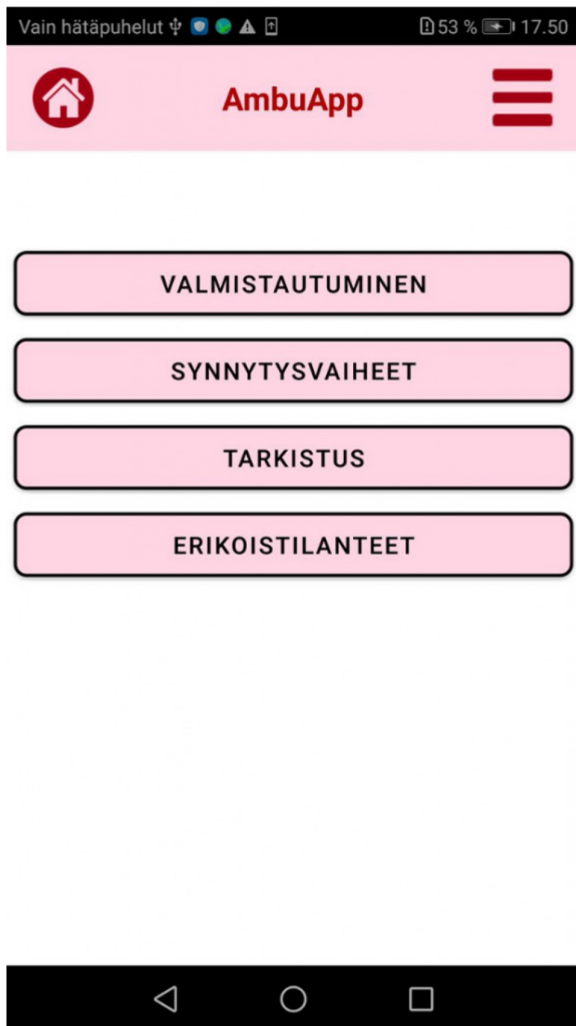 Vain hätäpuhelut 53 % 17.50
AmbuApp
VALMISTAUTUMINEN
SYNNYTYSVAIHEET
TARKISTUS
ERIKOISTILANTEET